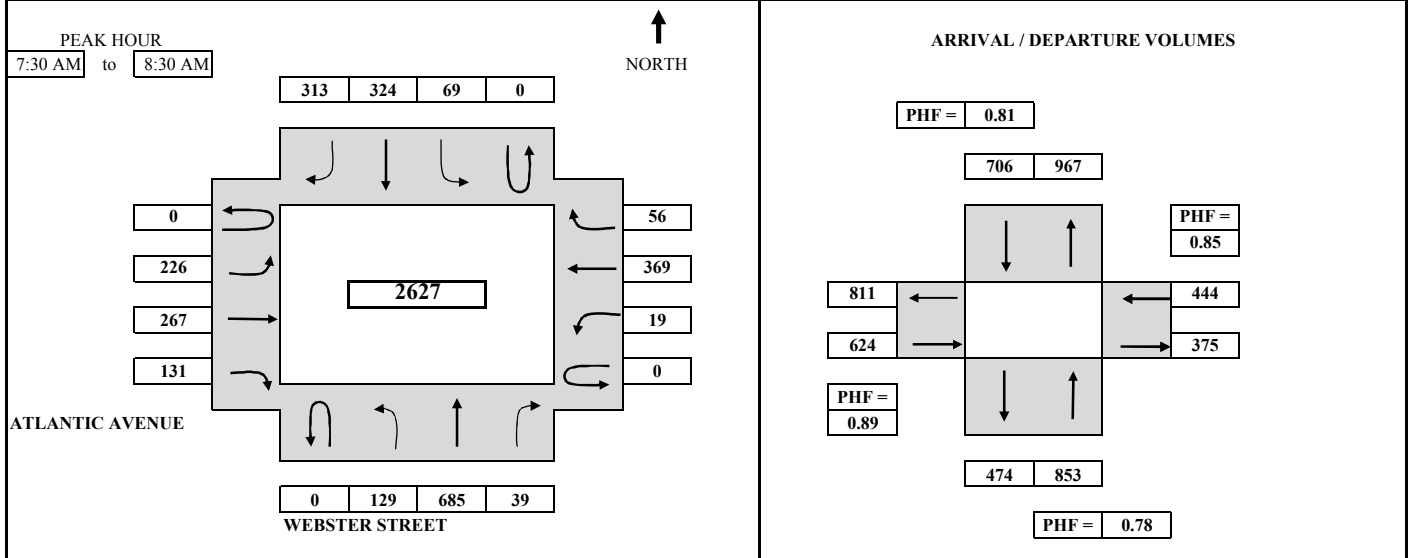 PEAK HOUR
7:30 AM to 8:30 AM
NORTH
313 324 69 0
0
226
267
131
2627
56
369
19
0
ATLANTIC AVENUE
0 129 685 39
WEBSTER STREET
ARRIVAL / DEPARTURE VOLUMES
PHF = 0.81
706 967
PHF =
0.85
811
624
444
375
PHF =
0.89
474 853
PHF = 0.78